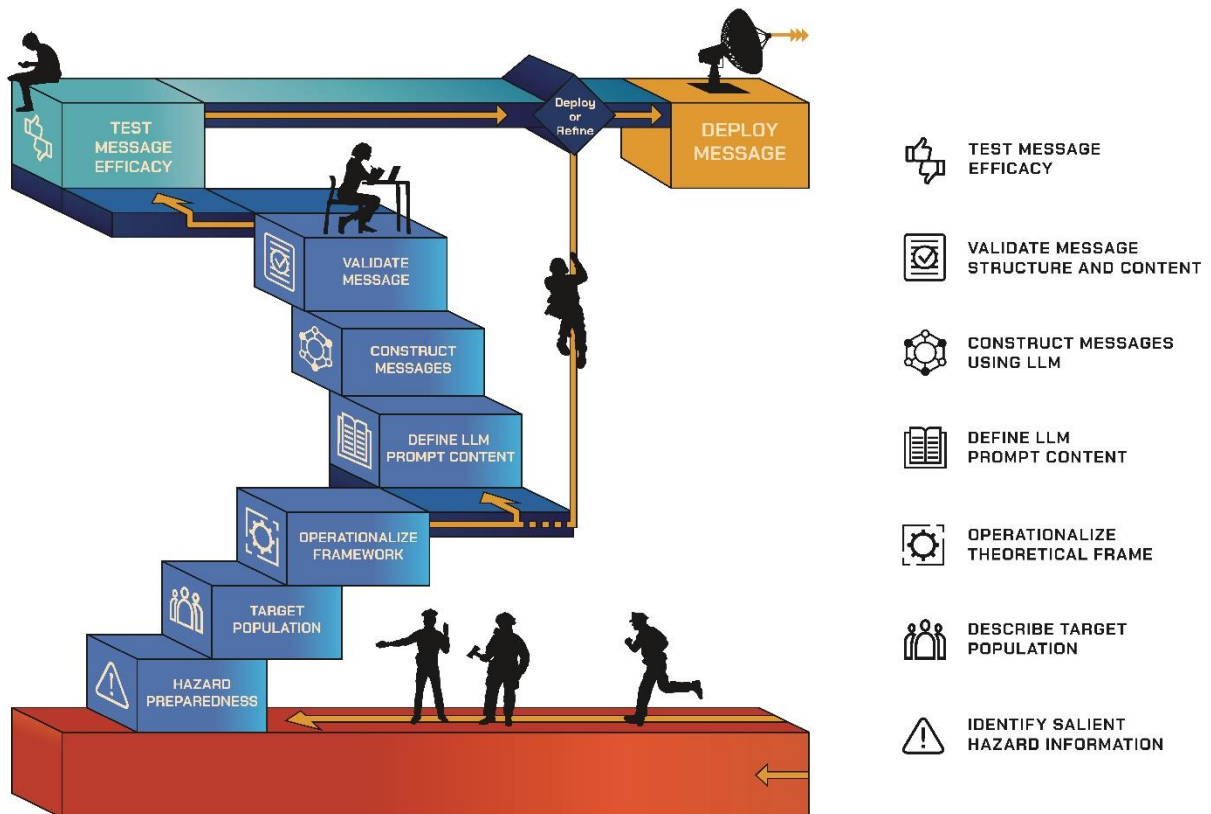 TEST
MESSAGE
EFFICACY
Deploy
or
Refine
DEPLOY
MESSAGE
VALIDATE
MESSAGE
CONSTRUCT
MESSAGES
DEFINE LLM
PROMPT CONTENT
OPERATIONALIZE
FRAMEWORK
TARGET
POPULATION
HAZARD
PREPAREDNESS
TEST MESSAGE
EFFICACY
VALIDATE MESSAGE
STRUCTURE AND CONTENT
CONSTRUCT MESSAGES
USING LLM
DEFINE LLM
PROMPT CONTENT
OPERATIONALIZE
THEORETICAL FRAME
DESCRIBE TARGET
POPULATION
IDENTIFY SALIENT
HAZARD INFORMATION